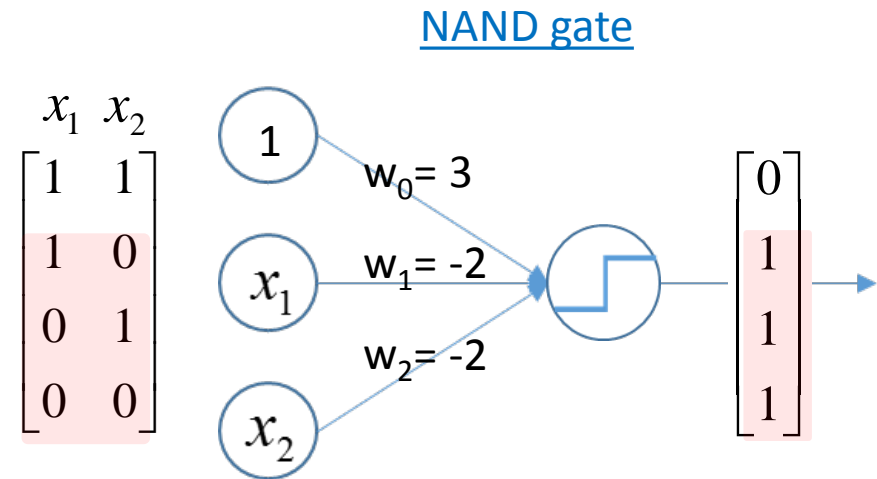 NAND gate
x₁ x₂
1 1
1 0
0 1
0 0
1
x₁
x₂
w₀= 3
w₁= -2
w₂= -2
0
1
1
1